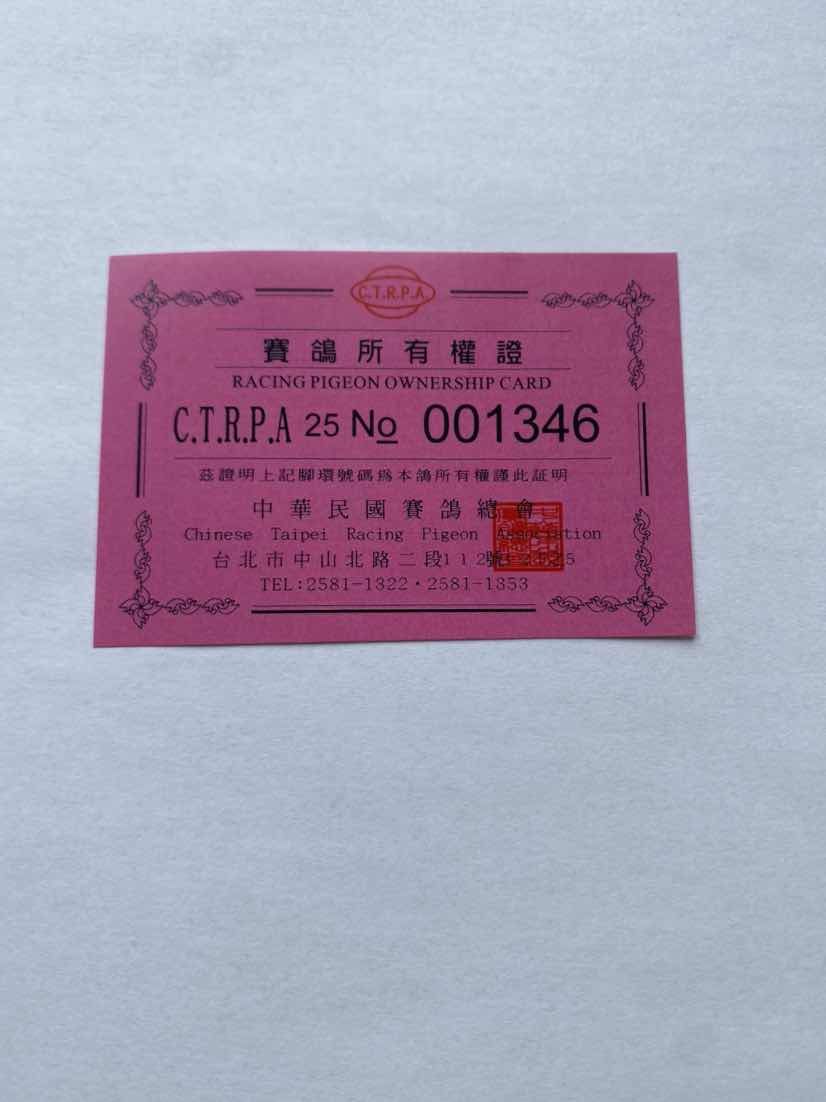 C.T.R.P.A.
賽鴿所有權證
RACING PIGEON OWNERSHIP CARD
C.T.R.P.A 25 No 001346
茲證明上記腳環號碼爲本鴿所有權謹此証明
中華民國賽鴿總會
Chinese Taipei Racing Pigeon Association
台北市中山北路二段112號
TEL:2581-1322·2581-1353